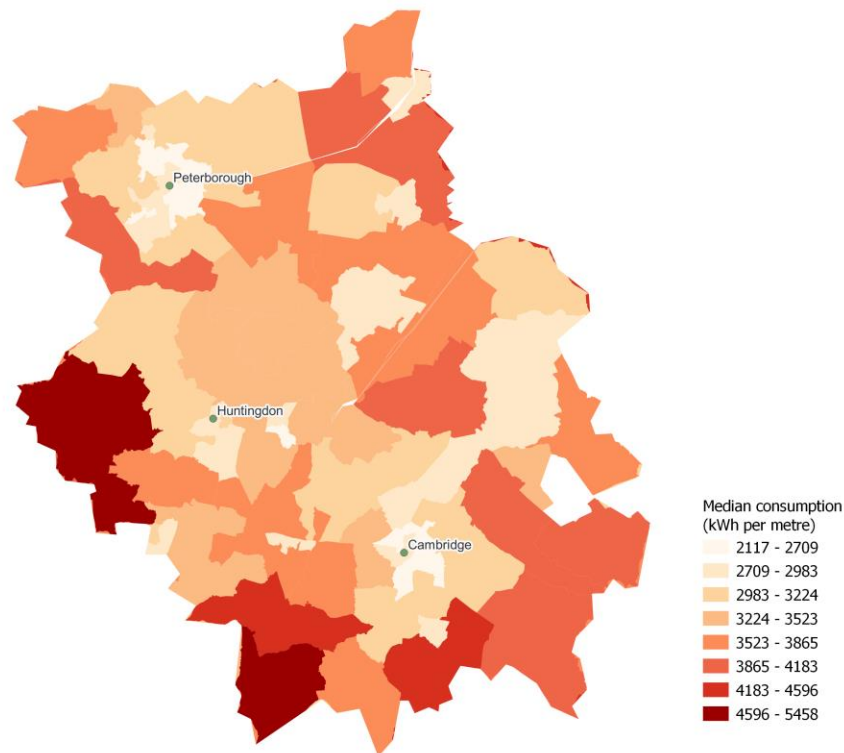 Peterborough
Huntingdon
Cambridge
Median consumption
(kWh per metre)
2117 - 2709
2709 - 2983
2983 - 3224
3224 - 3523
3523 - 3865
3865 - 4183
4183 - 4596
4596 - 5458